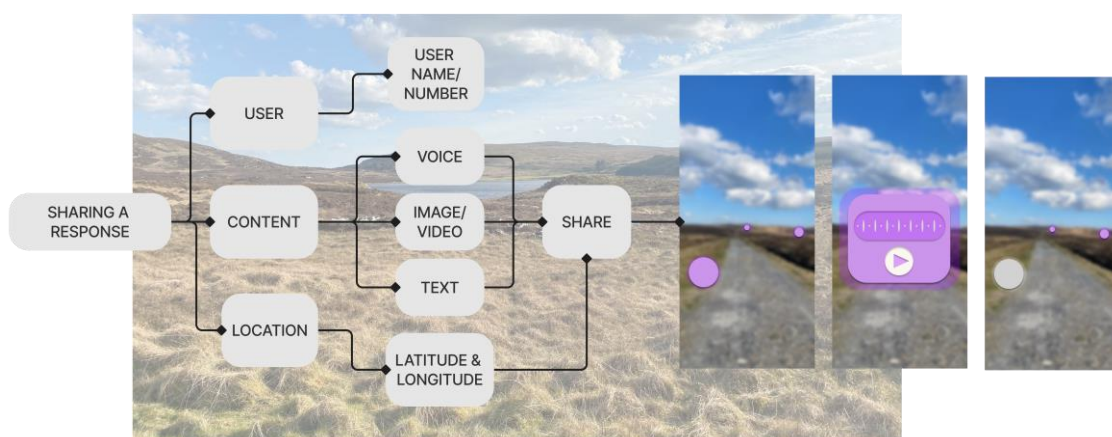 SHARING A
RESPONSE
USER
CONTENT
LOCATION
USER
NAME/
NUMBER
VOICE
IMAGE/
VIDEO
TEXT
LATITUDE &
LONGITUDE
SHARE